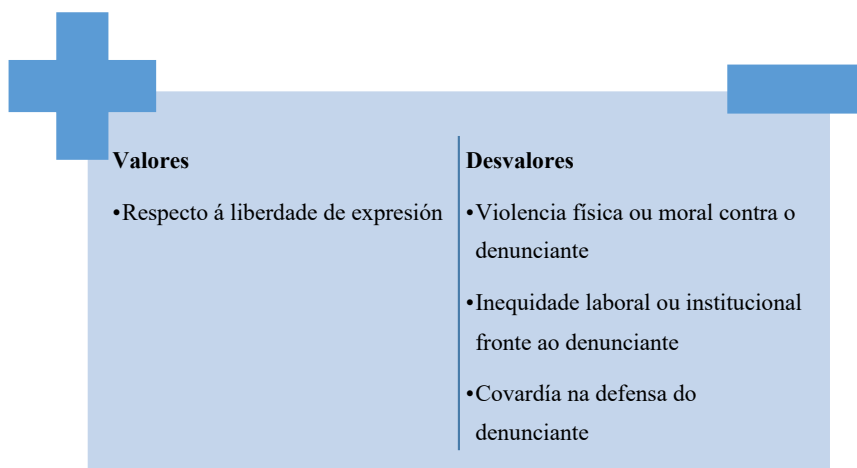 Valores
•Respecto á liberdade de expresión
Desvalores
•Violencia física ou moral contra o
denunciante
•Inequidade laboral ou institucional
fronte ao denunciante
•Covardía na defensa do
denunciante